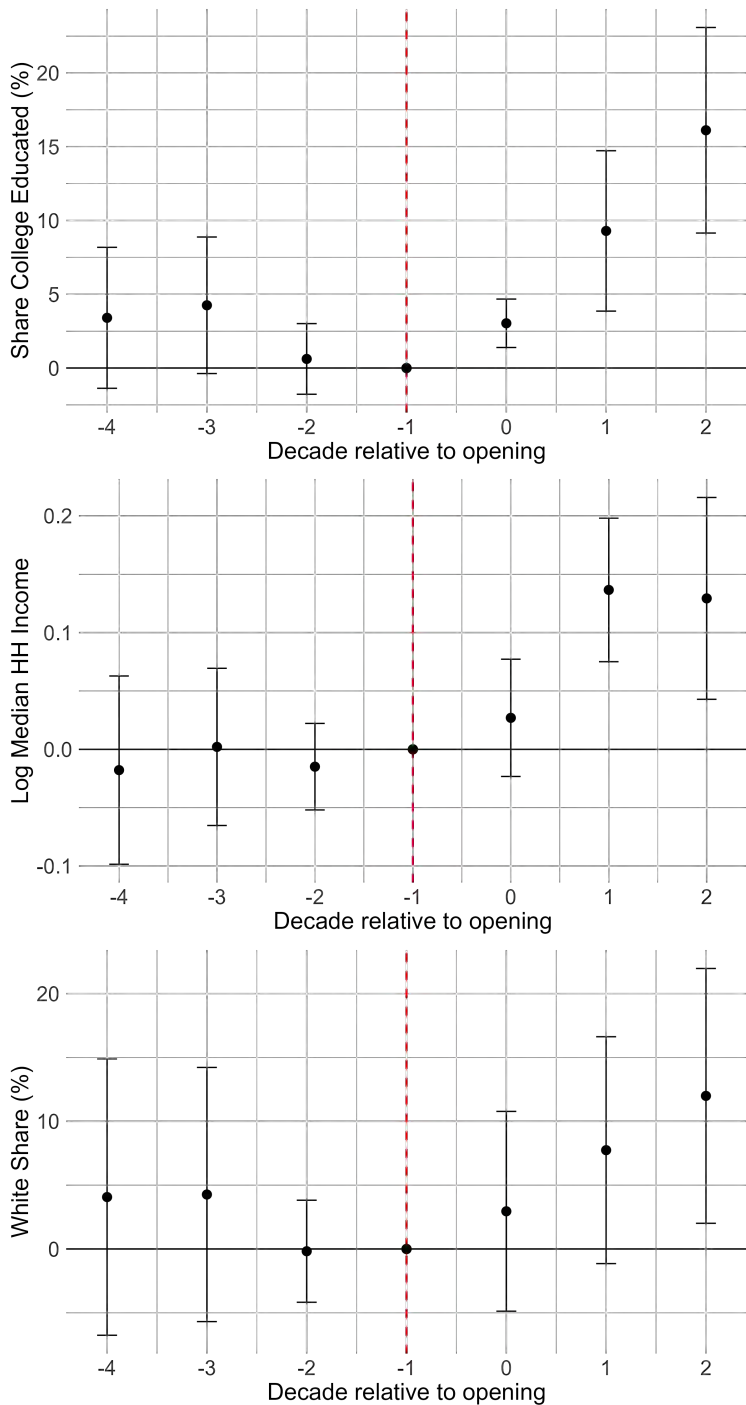 Share College Educated (%)
20
15
10
5
0
-4 -3 -2 -1 0 1 2
Decade relative to opening
Log Median HH Income
0.2
0.1
0.0
-0.1
-4 -3 -2 -1 0 1 2
Decade relative to opening
White Share (%)
20
10
0
-4 -3 -2 -1 0 1 2
Decade relative to opening